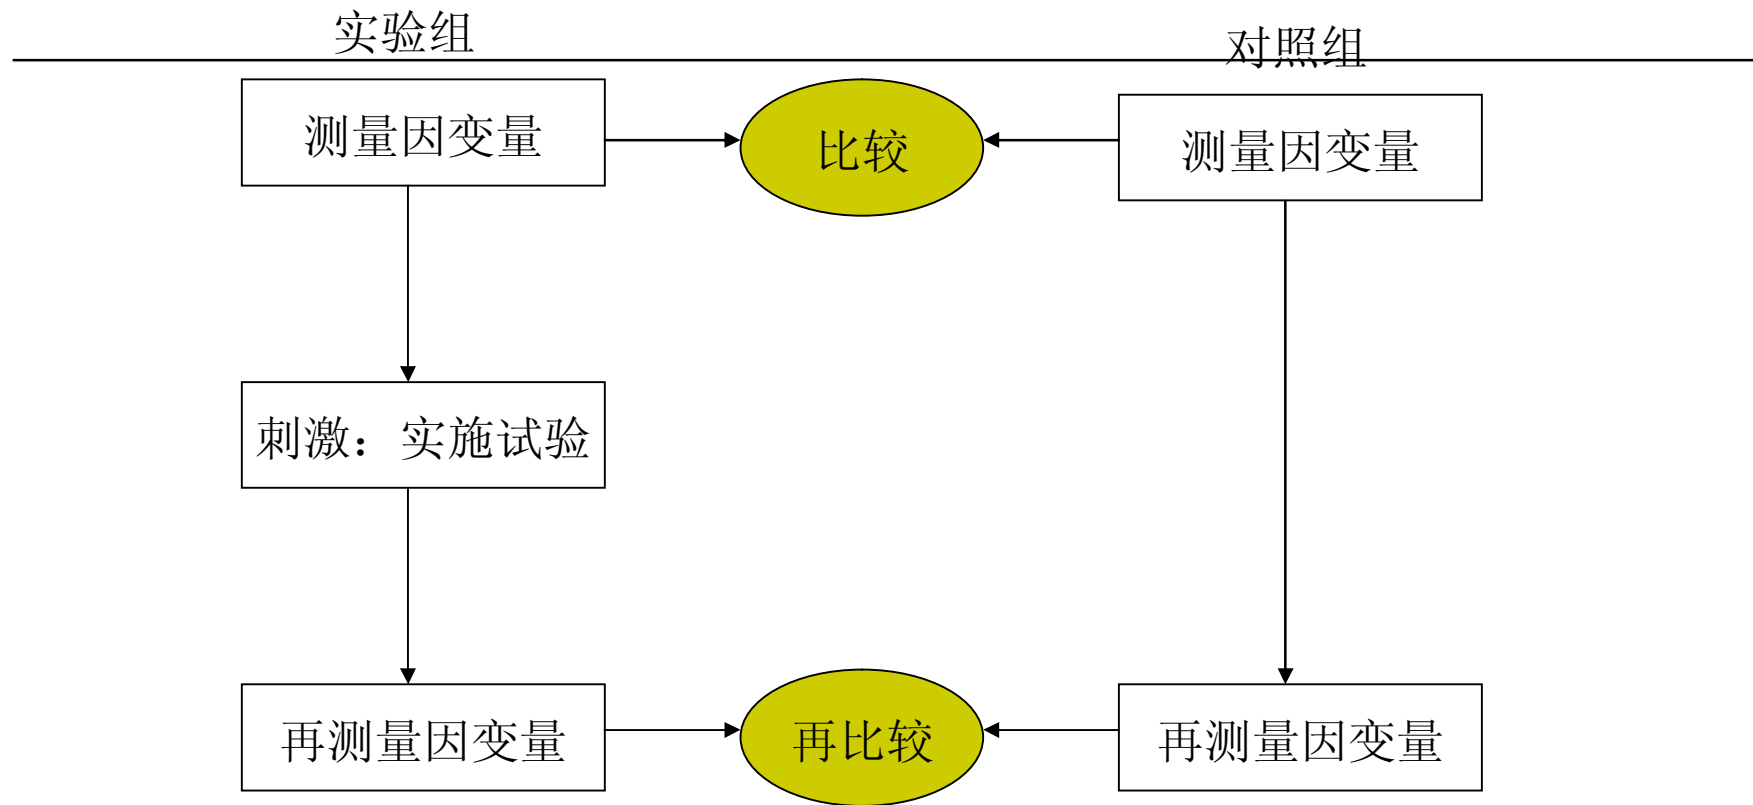 实验组
对照组
测量因变量
比较
测量因变量
刺激：实施试验
再测量因变量
再比较
再测量因变量